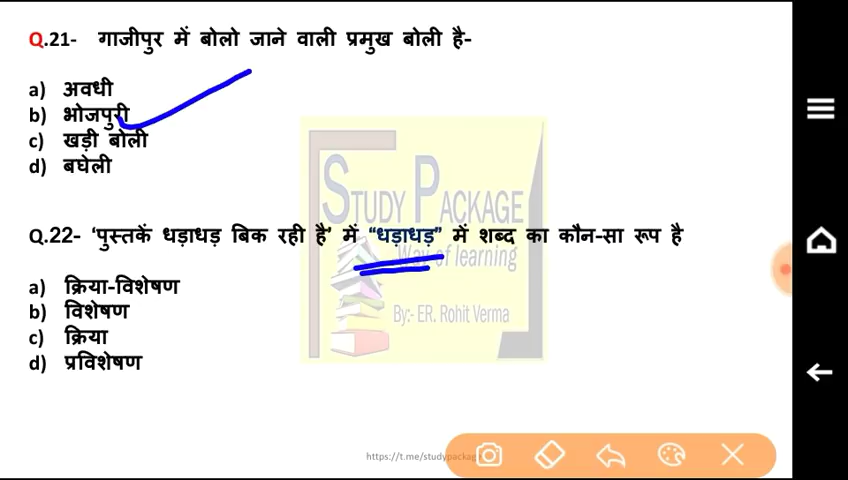 Q.21- गाजीपुर में बोलो जाने वाली प्रमुख बोली है-
a) अवधी
b) भोजपुरी
c) खड़ी बोली
d) बघेली
STUDY PACKAGE
Q.22- ‘पुस्तकें धड़ाधड़ बिक रही है’ में “धड़ाधड़” में शब्द का कौन-सा रूप है
Way of learning
a) क्रिया-विशेषण
b) विशेषण
By:- ER. Rohit Verma
c) क्रिया
d) प्रविशेषण
https://t.me/studypackage